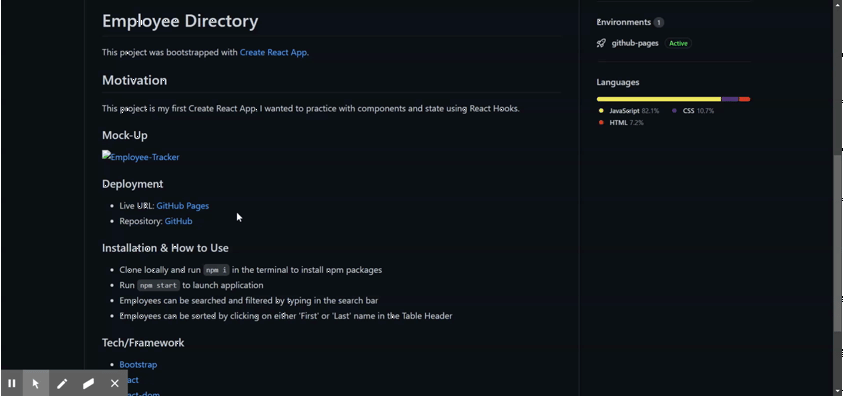 Employee Directory
This project was bootstrapped with Create React App.
Motivation
This project is my first Create React App, I wanted to practice with components and state using React Hooks.
Mock-Up
Employee-Tracker
Deployment
Live URL: GitHub Pages
Repository: GitHub
Installation & How to Use
Clone locally and run npm i in the terminal to install npm packages
Run npm start to launch application
Employees can be searched and filtered by typing in the search bar
Employees can be sorted by clicking on either 'First' or 'Last' name in the Table Header
Tech/Framework
Bootstrap
Environments 1
github-pages Active
Languages
JavaScript 82.1% CSS 10.7%
HTML 7.2%